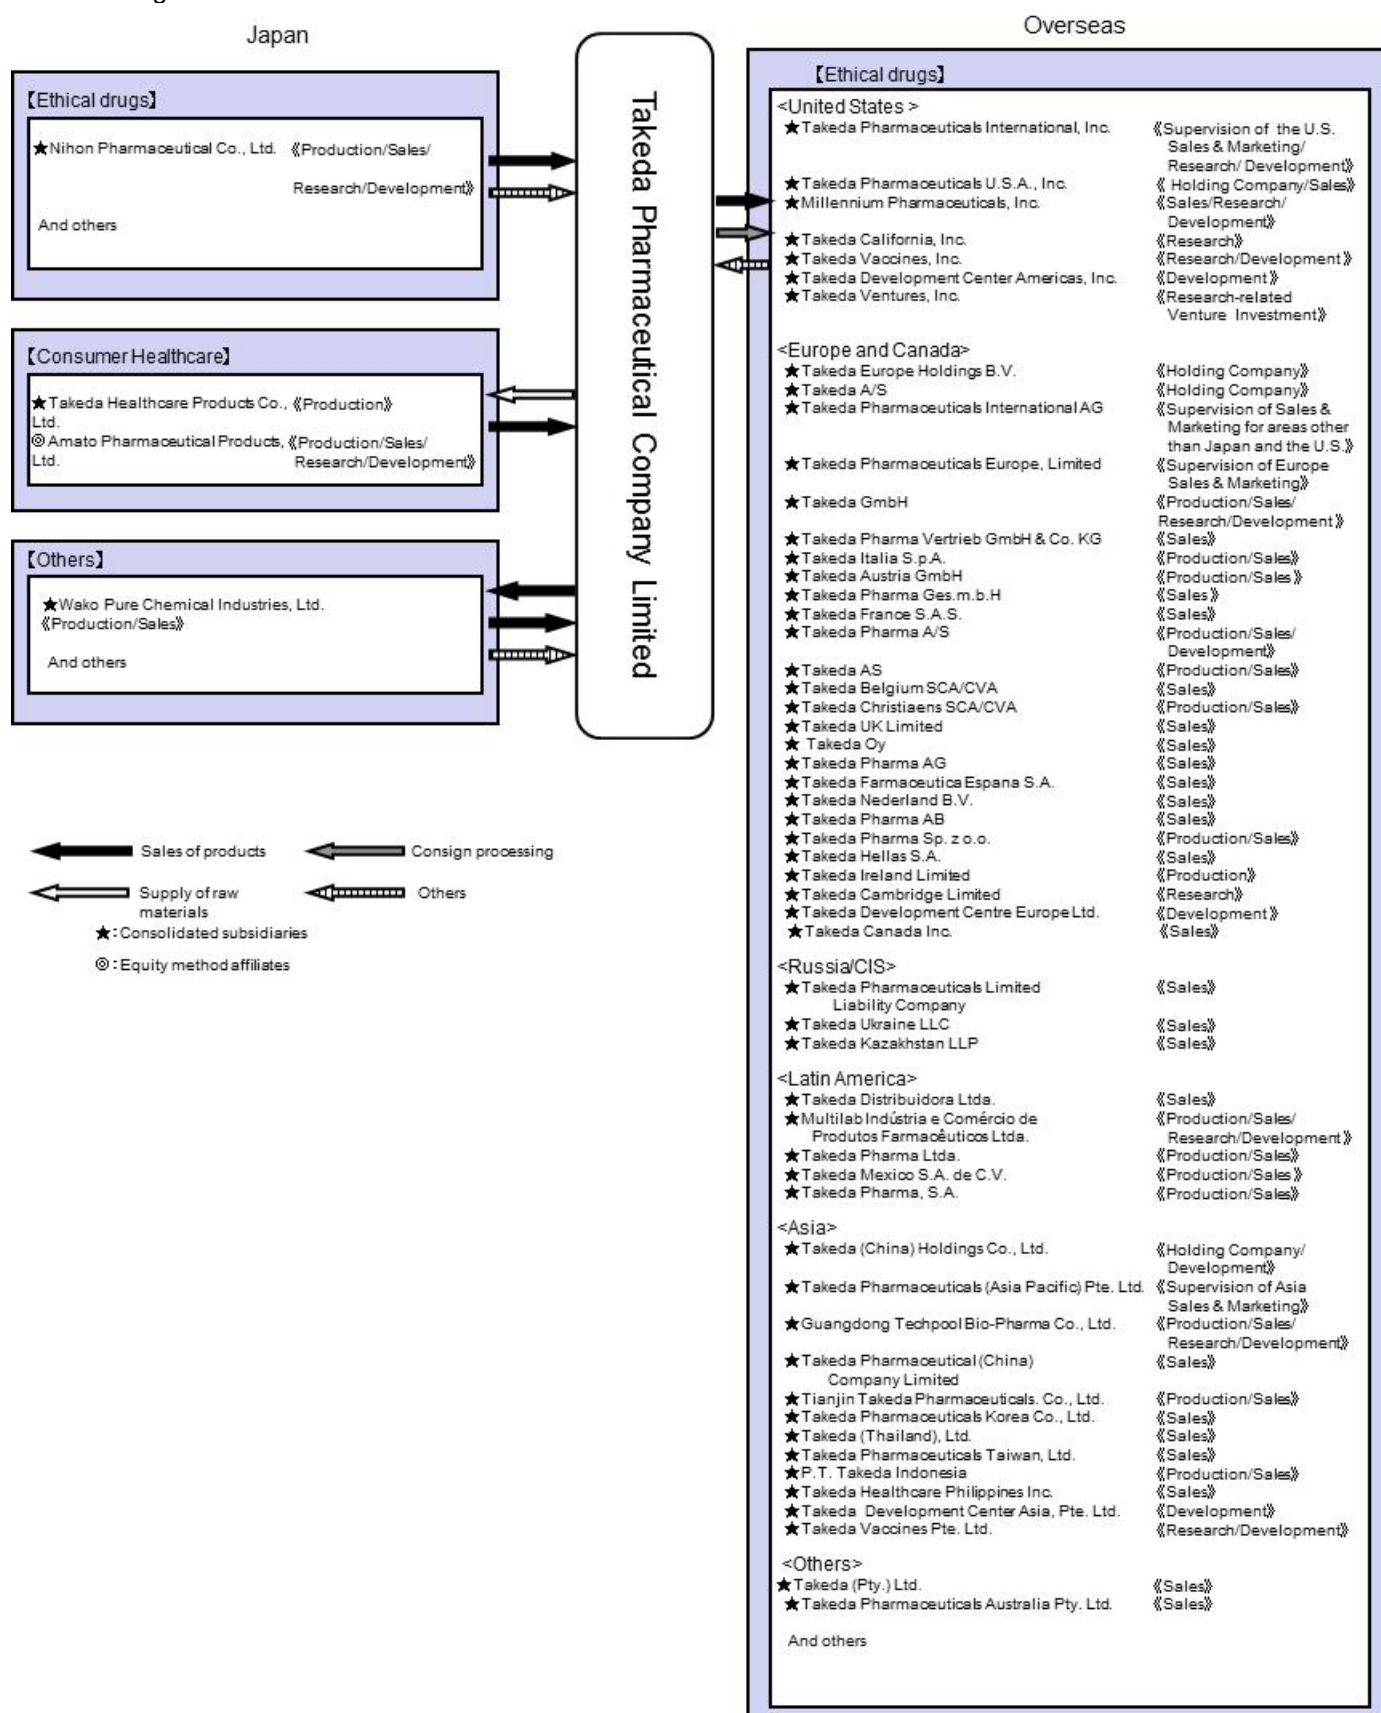 Japan
【Ethical drugs】
★Nihon Pharmaceutical Co., Ltd. 《Production/Sales/
Research/Development》
And others
【Consumer Healthcare】
★Takeda Healthcare Products Co., 《Production》
Ltd.
◎Amato Pharmaceutical Products, 《Production/Sales/
Ltd. Research/Development》
【Others】
★Wako Pure Chemical Industries, Ltd.
《Production/Sales》
And others
Takeda Pharmaceutical Company Limited
Sales of products
Consign processing
Supply of raw
materials
Others
★:Consolidated subsidiaries
◎:Equity method affiliates
Overseas
【Ethical drugs】
<United States >
★Takeda Pharmaceuticals International, Inc. 《Supervision of the U.S.
Sales & Marketing/
Research/ Development》
★Takeda Pharmaceuticals U.S.A., Inc. 《 Holding Company/Sales》
★Millennium Pharmaceuticals, Inc. 《Sales/Research/
Development》
★Takeda California, Inc. 《Research》
★Takeda Vaccines, Inc. 《Research/Development 》
★Takeda Development Center Americas, Inc. 《Development 》
★Takeda Ventures, Inc. 《Research-related
Venture Investment》
<Europe and Canada>
★Takeda Europe Holdings B.V. 《Holding Company》
★Takeda A/S 《Holding Company》
★Takeda Pharmaceuticals International AG 《Supervision of Sales &
Marketing for areas other
than Japan and the U.S.》
★Takeda Pharmaceuticals Europe, Limited 《Supervision of Europe
Sales & Marketing》
★Takeda GmbH 《Production/Sales/
Research/Development 》
★Takeda Pharma Vertrieb GmbH & Co. KG 《Sales》
★Takeda Italia S.p.A. 《Production/Sales》
★Takeda Austria GmbH 《Production/Sales 》
★Takeda Pharma Ges.m.b.H 《Sales 》
★Takeda France S.A.S. 《Sales》
★Takeda Pharma A/S 《Production/Sales/
Development》
★Takeda AS 《Production/Sales》
★Takeda Belgium SCA/CVA 《Sales》
★Takeda Christiaens SCA/CVA 《Production/Sales》
★Takeda UK Limited 《Sales》
★ Takeda Oy 《Sales》
★Takeda Pharma AG 《Sales》
★Takeda Farmaceutica Espana S.A. 《Sales》
★Takeda Nederland B.V. 《Sales》
★Takeda Pharma AB 《Sales》
★Takeda Pharma Sp. z o.o. 《Production/Sales》
★Takeda Hellas S.A. 《Sales》
★Takeda Ireland Limited 《Production》
★Takeda Cambridge Limited 《Research》
★Takeda Development Centre Europe Ltd. 《Development 》
★Takeda Canada Inc. 《Sales》
<Russia/CIS>
★Takeda Pharmaceuticals Limited 《Sales》
Liability Company
★Takeda Ukraine LLC 《Sales》
★Takeda Kazakhstan LLP 《Sales》
<Latin America>
★Takeda Distribuidora Ltda. 《Sales》
★Multilab Indústria e Comércio de 《Production/Sales/
Produtos Farmacêuticos Ltda. Research/Development 》
★Takeda Pharma Ltda. 《Production/Sales》
★Takeda Mexico S.A. de C.V. 《Production/Sales 》
★Takeda Pharma, S.A. 《Production/Sales》
<Asia>
★Takeda (China) Holdings Co., Ltd. 《Holding Company/
Development》
★Takeda Pharmaceuticals (Asia Pacific) Pte. Ltd. 《Supervision of Asia
Sales & Marketing》
★Guangdong Techpool Bio-Pharma Co., Ltd. 《Production/Sales/
Research/Development》
★Takeda Pharmaceutical (China) 《Sales》
Company Limited
★Tianjin Takeda Pharmaceuticals. Co., Ltd. 《Production/Sales》
★Takeda Pharmaceuticals Korea Co., Ltd. 《Sales》
★Takeda (Thailand), Ltd. 《Sales》
★Takeda Pharmaceuticals Taiwan, Ltd. 《Sales》
★P.T. Takeda Indonesia 《Production/Sales》
★Takeda Healthcare Philippines Inc. 《Sales》
★Takeda Development Center Asia, Pte. Ltd. 《Development》
★Takeda Vaccines Pte. Ltd. 《Research/Development》
<Others>
★Takeda (Pty.) Ltd. 《Sales》
★Takeda Pharmaceuticals Australia Pty. Ltd. 《Sales》
And others